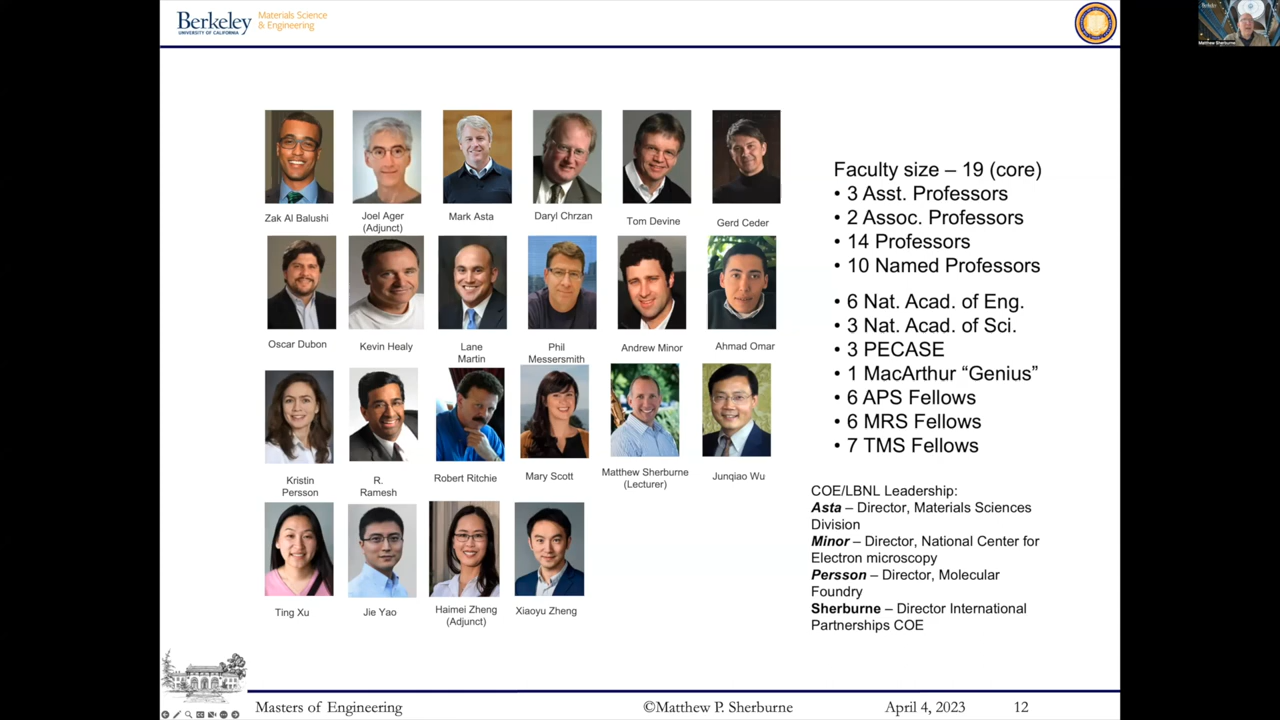 Berkeley
UNIVERSITY OF CALIFORNIA
Materials Science
& Engineering
Matthew Sherburne
Zak Al Balushi
Joel Ager
(Adjunct)
Mark Asta
Daryl Chrzan
Tom Devine
Gerd Ceder
Oscar Dubon
Kevin Healy
Lane
Martin
Phil
Messersmith
Andrew Minor
Ahmad Omar
Kristin
Persson
R.
Ramesh
Robert Ritchie
Mary Scott
Matthew Sherburne
(Lecturer)
Junqiao Wu
Ting Xu
Jie Yao
Haimei Zheng
(Adjunct)
Xiaoyu Zheng
Faculty size – 19 (core)
• 3 Asst. Professors
• 2 Assoc. Professors
• 14 Professors
• 10 Named Professors
• 6 Nat. Acad. of Eng.
• 3 Nat. Acad. of Sci.
• 3 PECASE
• 1 MacArthur “Genius”
• 6 APS Fellows
• 6 MRS Fellows
• 7 TMS Fellows
COE/LBNL Leadership:
Asta – Director, Materials Sciences
Division
Minor – Director, National Center for
Electron microscopy
Persson – Director, Molecular
Foundry
Sherburne – Director International
Partnerships COE
Masters of Engineering
©Matthew P. Sherburne
April 4, 2023
12